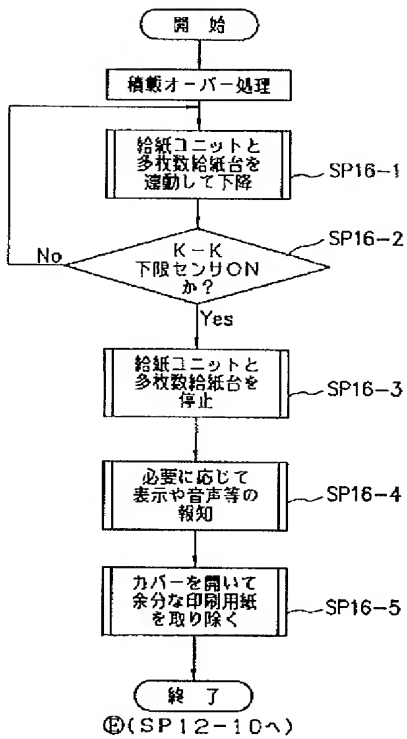 開始
積載オーバー処理
給紙ユニットと
多枚数給紙台を
連動して下降
SP16-1
K-K
下限センサON
か?
SP16-2
No
Yes
給紙ユニットと
多枚数給紙台を
停止
SP16-3
必要に応じて
表示や音声等の
報知
SP16-4
カバーを開いて
余分な印刷用紙
を取り除く
SP16-5
終了
Ⓔ(SP12-10へ)